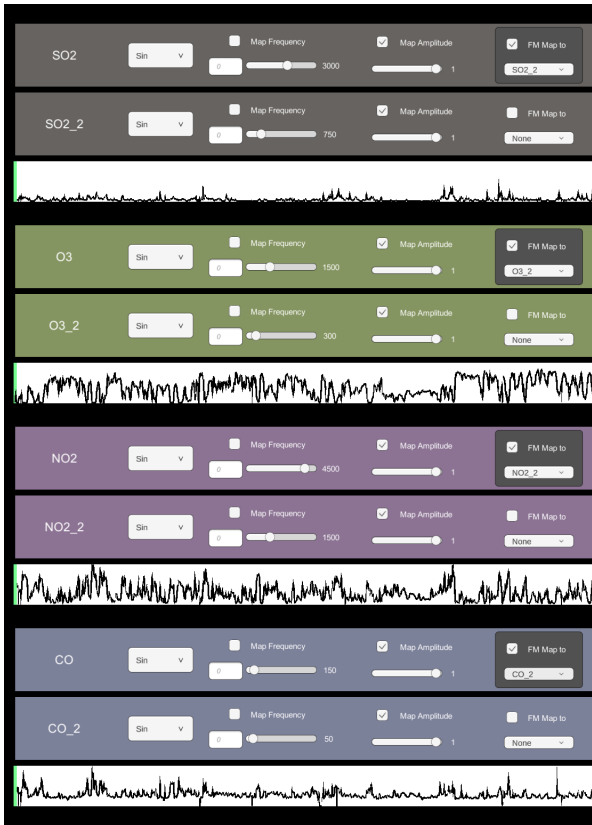 Map Frequency Map Amplitude FM Map to
SO2 Sin v
0 3000 1 SO2_2
Map Frequency Map Amplitude FM Map to
SO2_2 Sin v
0 750 1 None
Map Frequency Map Amplitude FM Map to
O3 Sin v
0 1500 1 O3_2
Map Frequency Map Amplitude FM Map to
O3_2 Sin v
0 300 1 None
Map Frequency Map Amplitude FM Map to
NO2 Sin v
0 4500 1 NO2_2
Map Frequency Map Amplitude FM Map to
NO2_2 Sin v
0 1500 1 None
Map Frequency Map Amplitude FM Map to
CO Sin v
0 150 1 CO_2
Map Frequency Map Amplitude FM Map to
CO_2 Sin v
0 50 1 None